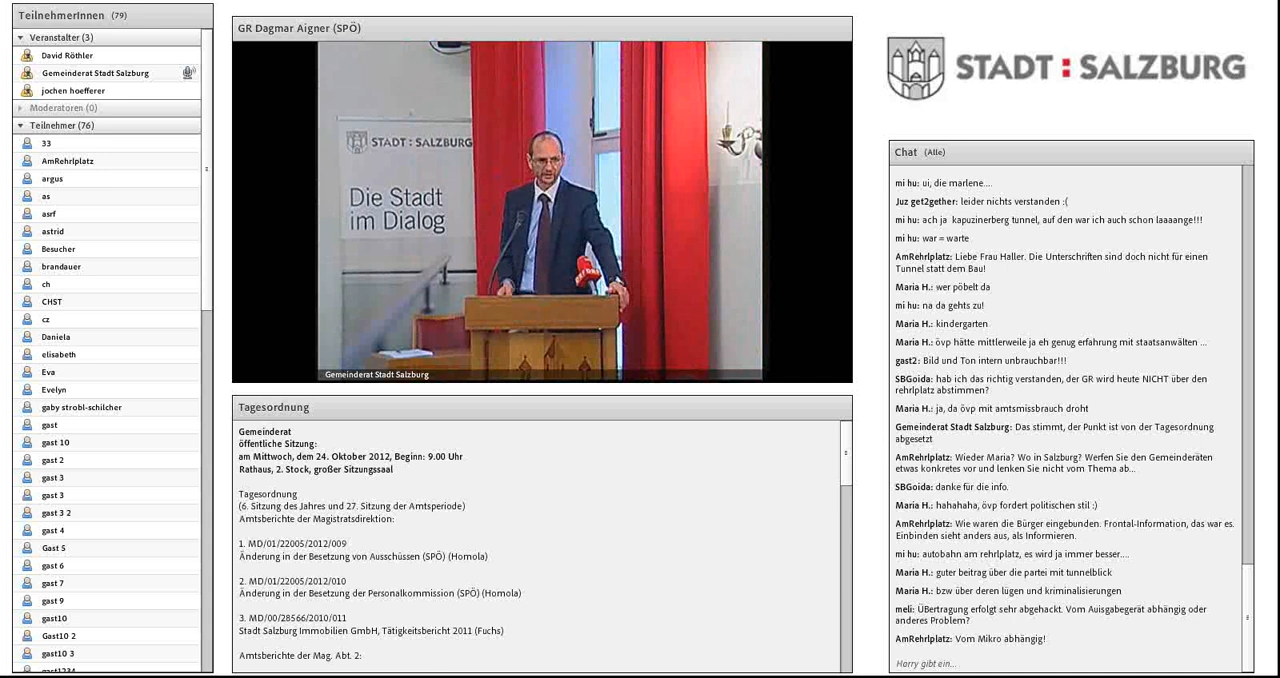 TeilnehmerInnen (79)
Veranstalter (3)
David Röthler
Gemeinderat Stadt Salzburg
jochen hoefferer
Moderatoren (0)
Teilnehmer (76)
33
AmRehrlplatz
argus
as
asrf
astrid
Besucher
brandauer
ch
CHST
cz
Daniela
elisabeth
Eva
Evelyn
gaby strobl-schilcher
gast
gast 10
gast 2
gast 3
gast 3
gast 3 2
gast 4
Gast 5
gast 6
gast 7
gast 9
gast10
Gast10 2
gast10 3
gast1234
GR Dagmar Aigner (SPÖ)
STADT : SALZBURG
Die Stadt
im Dialog
Gemeinderat Stadt Salzburg
Tagesordnung
Gemeinderat
öffentliche Sitzung:
am Mittwoch, dem 24. Oktober 2012, Beginn: 9.00 Uhr
Rathaus, 2. Stock, großer Sitzungssaal
Tagesordnung
(6. Sitzung des Jahres und 27. Sitzung der Amtsperiode)
Amtsberichte der Magistratsdirektion:
1. MD/01/22005/2012/009
Änderung in der Besetzung von Ausschüssen (SPÖ) (Homola)
2. MD/01/22005/2012/010
Änderung in der Besetzung der Personalkommission (SPÖ) (Homola)
3. MD/00/28566/2010/011
Stadt Salzburg Immobilien GmbH, Tätigkeitsbericht 2011 (Fuchs)
Amtsberichte der Mag. Abt. 2:
STADT : SALZBURG
Chat (Alle)
mi hu: ui, die marlene....
Juz get2gether: leider nichts verstanden :(
mi hu: ach ja kapuzinerberg tunnel, auf den war ich auch schon laaaange!!!
mi hu: war = warte
AmRehrlplatz: Liebe Frau Haller. Die Unterschriften sind doch nicht für einen
Tunnel statt dem Bau!
Maria H.: wer pöbelt da
mi hu: na da gehts zu!
Maria H.: kindergarten
Maria H.: övp hätte mittlerweile ja eh genug erfahrung mit staatsanwälten ...
gast2: Bild und Ton intern unbrauchbar!!!
SBGoida: hab ich das richtig verstanden, der GR wird heute NICHT über den
rehrlplatz abstimmen?
Maria H.: ja, da övp mit amtsmissbrauch droht
Gemeinderat Stadt Salzburg: Das stimmt, der Punkt ist von der Tagesordnung
abgesetzt
AmRehrlplatz: Wieder Maria? Wo in Salzburg? Werfen Sie den Gemeinderäten
etwas konkretes vor und lenken Sie nicht vom Thema ab...
SBGoida: danke für die info.
Maria H.: hahahaha, övp fordert politischen stil :)
AmRehrlplatz: Wie waren die Bürger eingebunden. Frontal-Information, das war es.
Einbinden sieht anders aus, als Informieren.
mi hu: autobahn am rehrlplatz, es wird ja immer besser....
Maria H.: guter beitrag über die partei mit tunnelblick
Maria H.: bzw über deren lügen und kriminalisierungen
meli: ÜBertragung erfolgt sehr abgehackt. Vom Auisgabegerät abhängig oder
anderes Problem?
AmRehrlplatz: Vom Mikro abhängig!
Harry gibt ein...